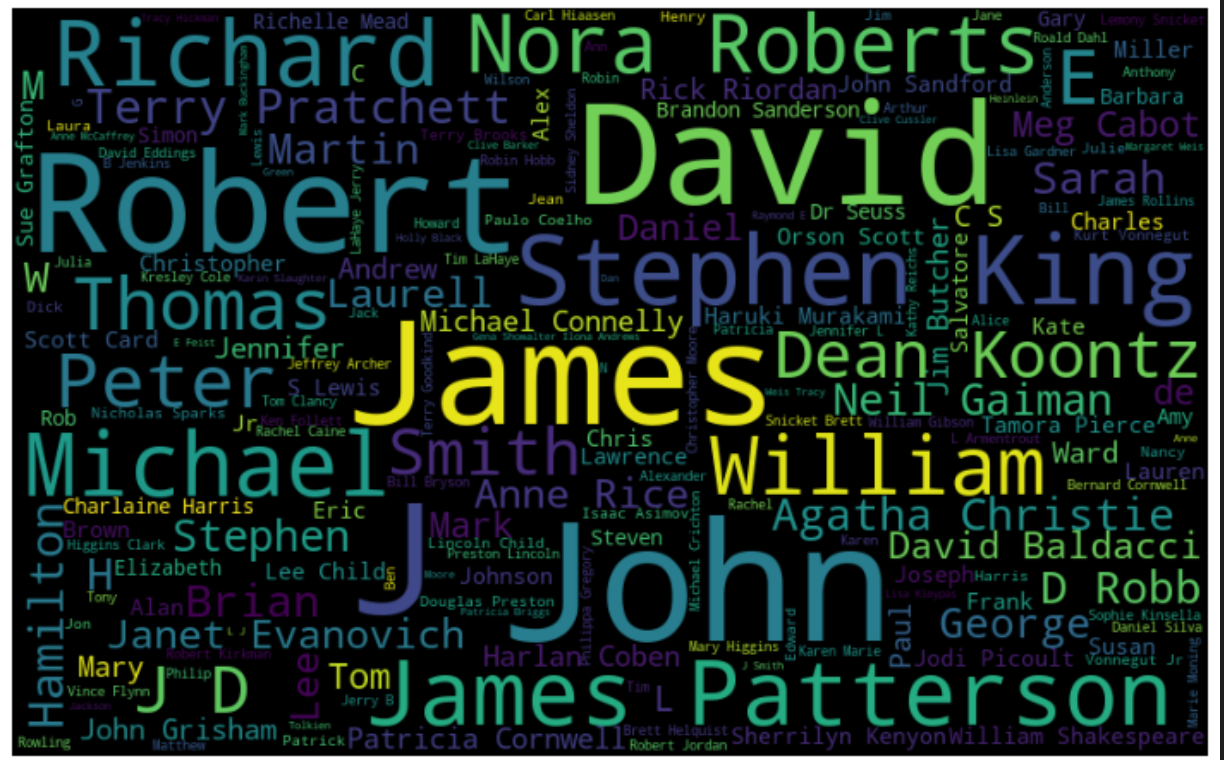 Tracy Hickman
Richelle Mead
Carl Hiaasen
Henry
Jim
Jane
Gary
Lemony Snicket
Richard
Nora Roberts
Roald Dahl
Miller
Ann
Mark Buckingham
C
Wilson
Robin
Rick Riordan
John Sandford
Anderson
E
Anthony
Barbara
M
G
Terry Pratchett
Alex
Sidney Sheldon
Brandon Sanderson
Arthur
Clive Cussler
Heinlein
Meg Cabot
Sue Grafton
Laura
Anne McCaffrey
Simon
Lewis
Martin
Terry Brooks
Clive Barker
David
Lisa Gardner
Julie
Margaret Weis
David Eddings
B Jenkins
Robin Hobb
Green
Sarah
Robert
LaHaye Jerry
Jean
James Rollins
Howard
Paulo Coelho
Daniel
Raymond E
Dr Seuss
C S
Bill
Charles
Holly Black
Orson Scott
Kurt Vonnegut
W
Julia
Christopher
Tim LaHaye
Andrew
Kresley Cole
Karin Slaughter
Stephen King
Dan
Kathy Reichs
Jim Butcher
Salvatore
Dick
Thomas
Laurell
Jack
Michael Connelly
Haruki Murakami
Patricia
Jennifer L
Alice
Kate
Scott Card
E Feist
Jennifer
Gena Showalter
Ilona Andrews
Jeffrey Archer
Terry Goodkind
Christopher Moore
James
Dean Koontz
Peter
S Lewis
N
Weis Tracy
Neil Gaiman
de
Tom Clancy
Rob
Nicholas Sparks
Jr
Ken Follett
Rachel Caine
Snicket Brett
William Gibson
Tamora Pierce
Amy
Michael
Smith
Chris
Lawrence
L Armentrout
Anne
William
Ward
Nancy
Lauren
Bill Bryson
Alexander
Bernard Cornwell
Charlaine Harris
Eric
Anne Rice
Rachel
Isaac Asimov
Michael Crichton
Agatha Christie
Hamilton
Brown
Higgins Clark
Stephen
J
Mark
Lincoln Child
Preston Lincoln
Steven
John
Karen
David Baldacci
H
Elizabeth
Lee Child
Ben
Moore
Johnson
Philippa Gregory
Joseph
Harris
Lisa Kleypas
D Robb
Tony
Alan
Brian
Douglas Preston
Patricia Briggs
Frank
Sophie Kinsella
Jon
Janet Evanovich
L J
Edward
Paul
George
Daniel Silva
Mary Higgins
Karen Marie
Susan
Robert Kirkman
Harlan Coben
Jodi Picoult
Vonnegut Jr
Marie Moning
Mary
Philip
Lee
Tom
J Smith
Vince Flynn
J D
Jackson
Jerry B
James Patterson
Tim
L
John Grisham
Tolkien
Brett Helquist
Rowling
Matthew
Patrick
Patricia Cornwell
Robert Jordan
Sherrilyn Kenyon
William Shakespeare